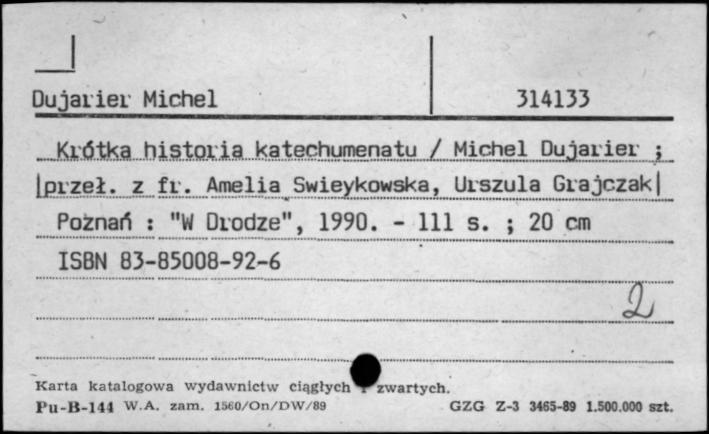 Dujarier Michel 314133
Krótka historia katechumenatu / Michel Dujarier ;
|przeł. z fr. Amelia Swieykowska, Urszula Grajczak|
Poznań : "W Drodze", 1990. - 111 s. ; 20 cm
ISBN 83-85008-92-6
2
Karta katalogowa wydawnictw ciągłych i zwartych.
Pu-B-144 W.A. zam. 1560/On/DW/89 GZG Z-3 3465-89 1.500.000 szt.